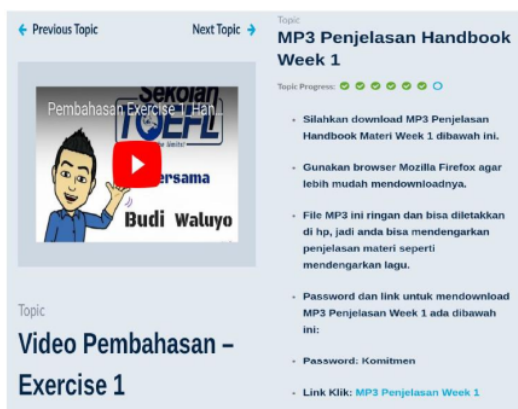 Previous Topic
Next Topic
Sekolah
Pembahasan Exercise 1 Han...
TOEFL
the limits!
ersama
Budi Waluyo
Topic
Video Pembahasan –
Exercise 1
Topic
MP3 Penjelasan Handbook
Week 1
Topic Progress:
Silahkan download MP3 Penjelasan
Handbook Materi Week 1 dibawah ini.
Gunakan browser Mozilla Firefox agar
lebih mudah mendownloadnya.
File MP3 ini ringan dan bisa diletakkan
di hp, jadi anda bisa mendengarkan
penjelasan materi seperti
mendengarkan lagu.
Password dan link untuk mendownload
MP3 Penjelasan Week 1 ada dibawah
ini:
Password: Komitmen
Link Klik: MP3 Penjelasan Week 1